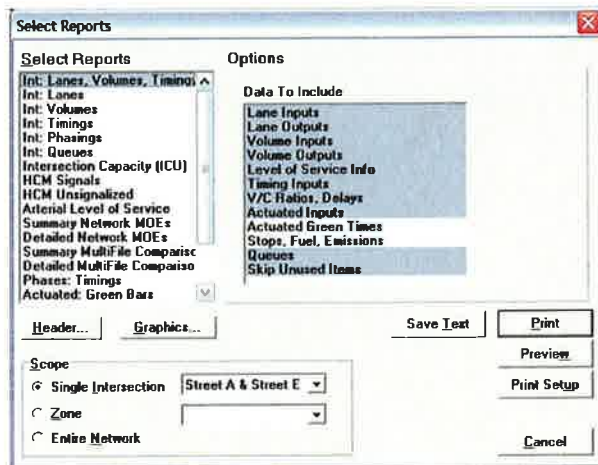 Select Reports
Select Reports
Int: Lanes, Volumes, Timings
Int: Lanes
Int: Volumes
Int: Timings
Int: Phasings
Int: Queues
Intersection Capacity (ICU)
HCM Signals
HCM Unsignalized
Arterial Level of Service
Summary Network MOEs
Detailed Network MOEs
Summary MultiFile Comparisc
Detailed MultiFile Compariso
Phases: Timings
Actuated: Green Bars
Options
Data To Include
Lane Inputs
Lane Outputs
Volume Inputs
Volume Outputs
Level of Service Info
Timing Inputs
V/C Ratios, Delays
Actuated Inputs
Actuated Green Times
Stops, Fuel, Emissions
Queues
Skip Unused Items
Header...
Graphics...
Save Text
Print
Preview
Print Setup
Cancel
Scope
Single Intersection
Street A & Street E
Zone
Entire Network